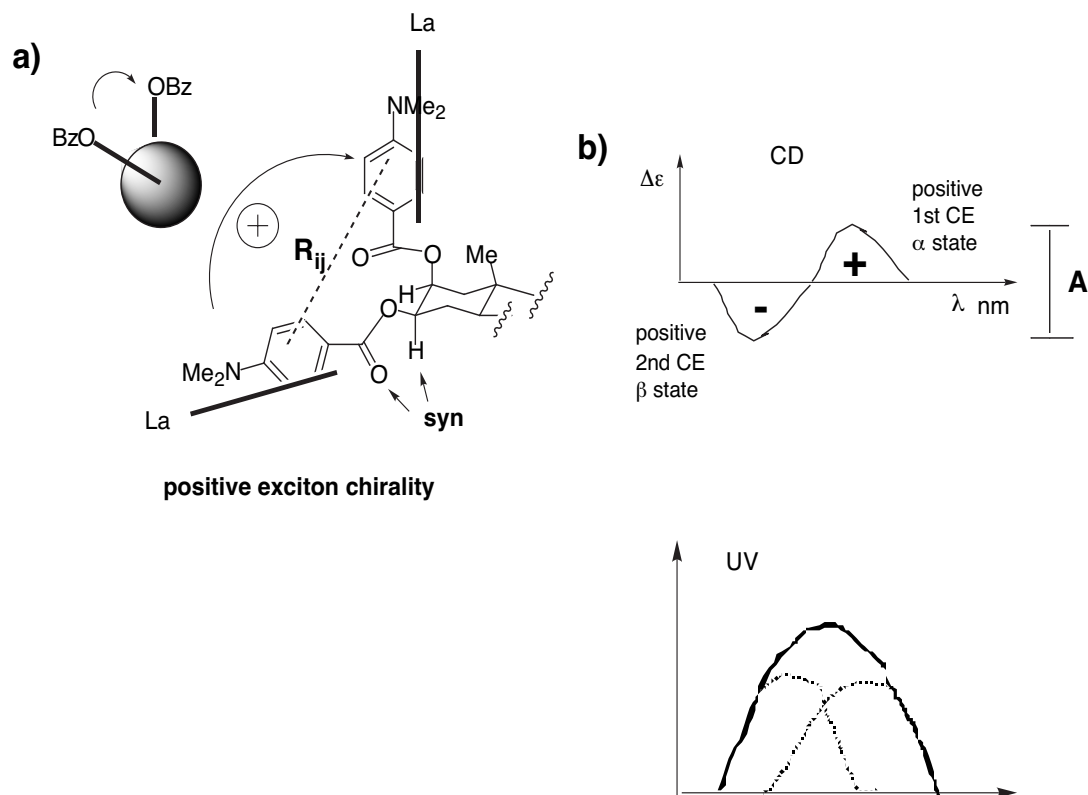 a)
La
OBz
BzO
NMe2
+
Rij
O
O
Me
H
O
H
Me2N
O
La
syn
positive exciton chirality
b)
CD
Δε
positive
1st CE
α state
+
-
A
λ nm
positive
2nd CE
β state
UV